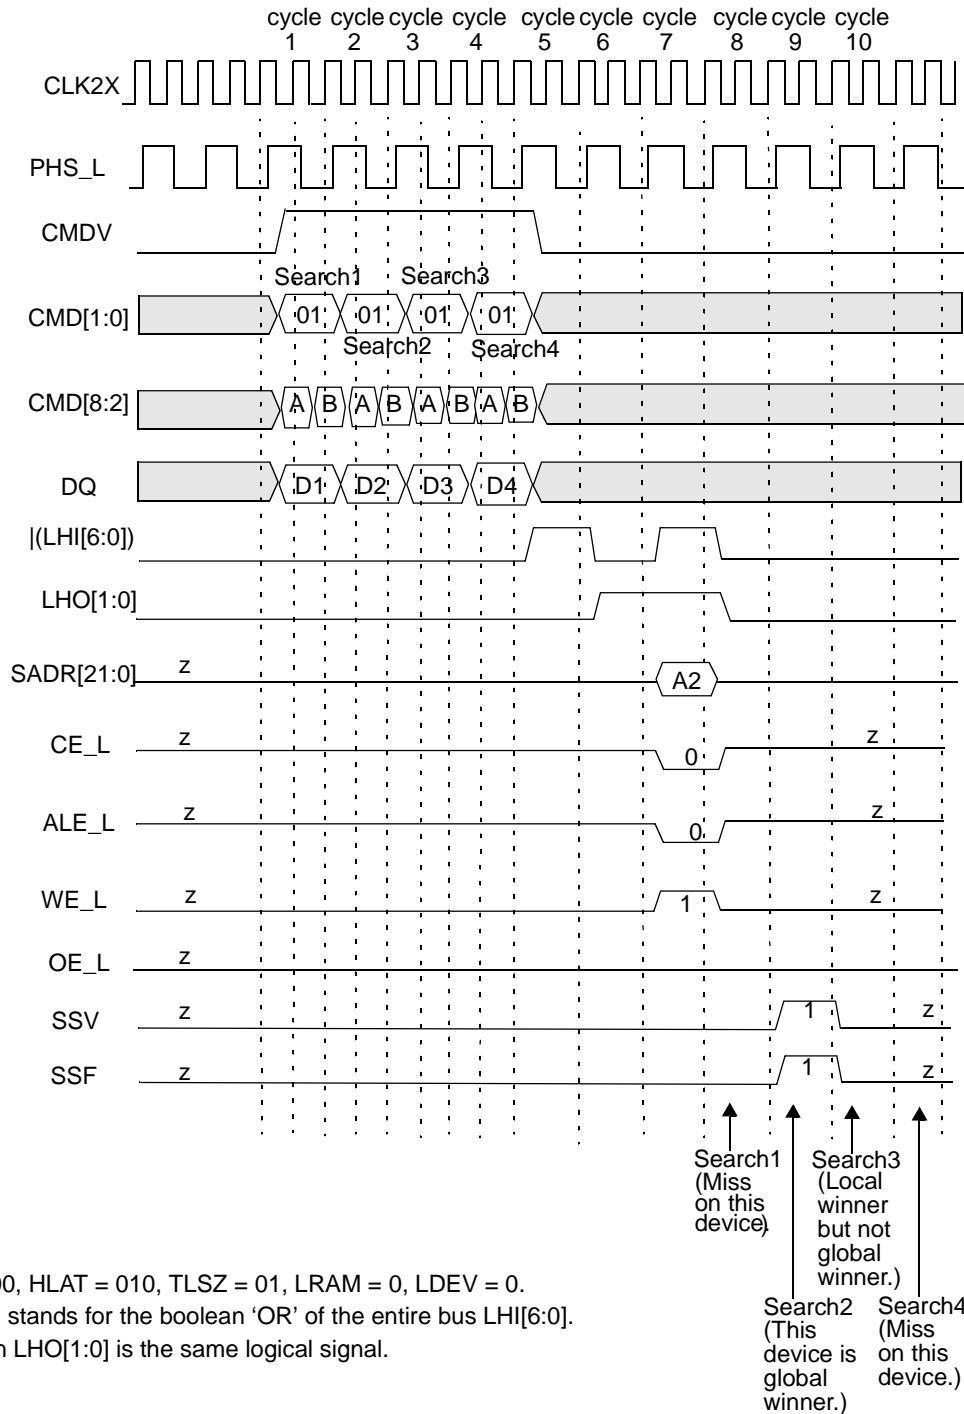 cycle cycle cycle cycle cycle cycle cycle cycle cycle cycle
1 2 3 4 5 6 7 8 9 10
CLK2X
PHS_L
CMDV
Search1 Search3
CMD[1:0] 01 01 01 01
Search2 Search4
CMD[8:2] A B A B A B A B
DQ D1 D2 D3 D4
|(LHI[6:0])
LHO[1:0]
SADR[21:0] z A2
CE_L z 0 z
ALE_L z 0 z
WE_L z 1 z
OE_L z
SSV z 1 z
SSF z 1 z
Search1
(Miss
on this
device).
Search3
(Local
winner
but not
global
winner.)
Search2
(This
device is
global
winner.)
Search4
(Miss
on this
device.)
00, HLAT = 010, TLSZ = 01, LRAM = 0, LDEV = 0.
stands for the boolean ‘OR’ of the entire bus LHI[6:0].
LHO[1:0] is the same logical signal.